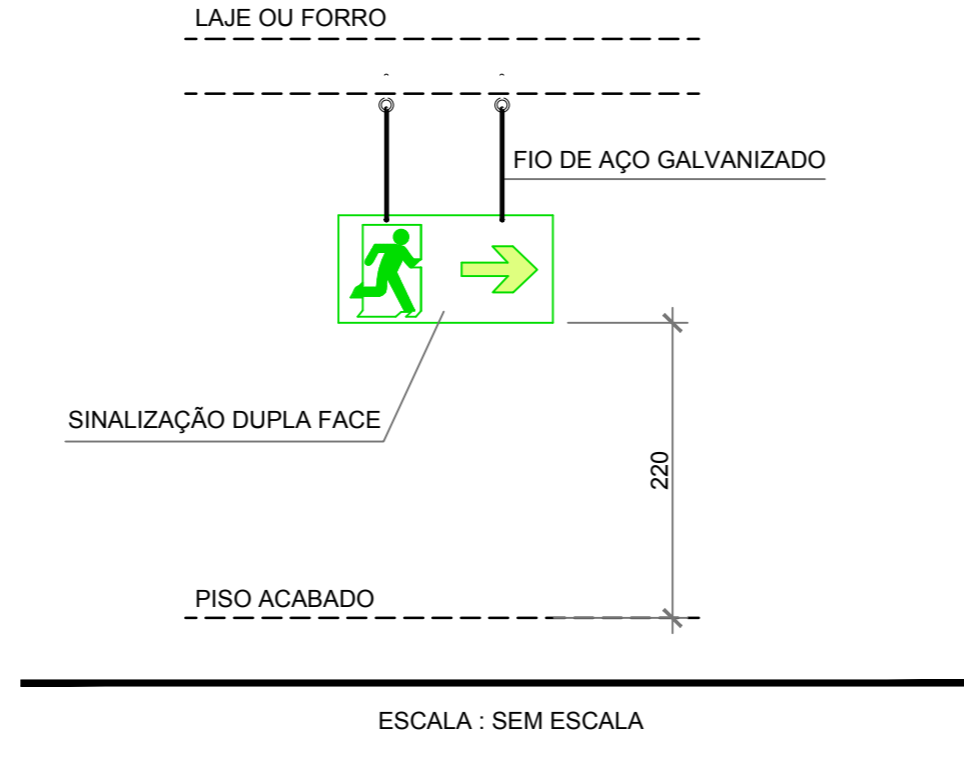 LAJE OU FORRO
FIO DE AÇO GALVANIZADO
SINALIZAÇÃO DUPLA FACE
220
PISO ACABADO
ESCALA : SEM ESCALA